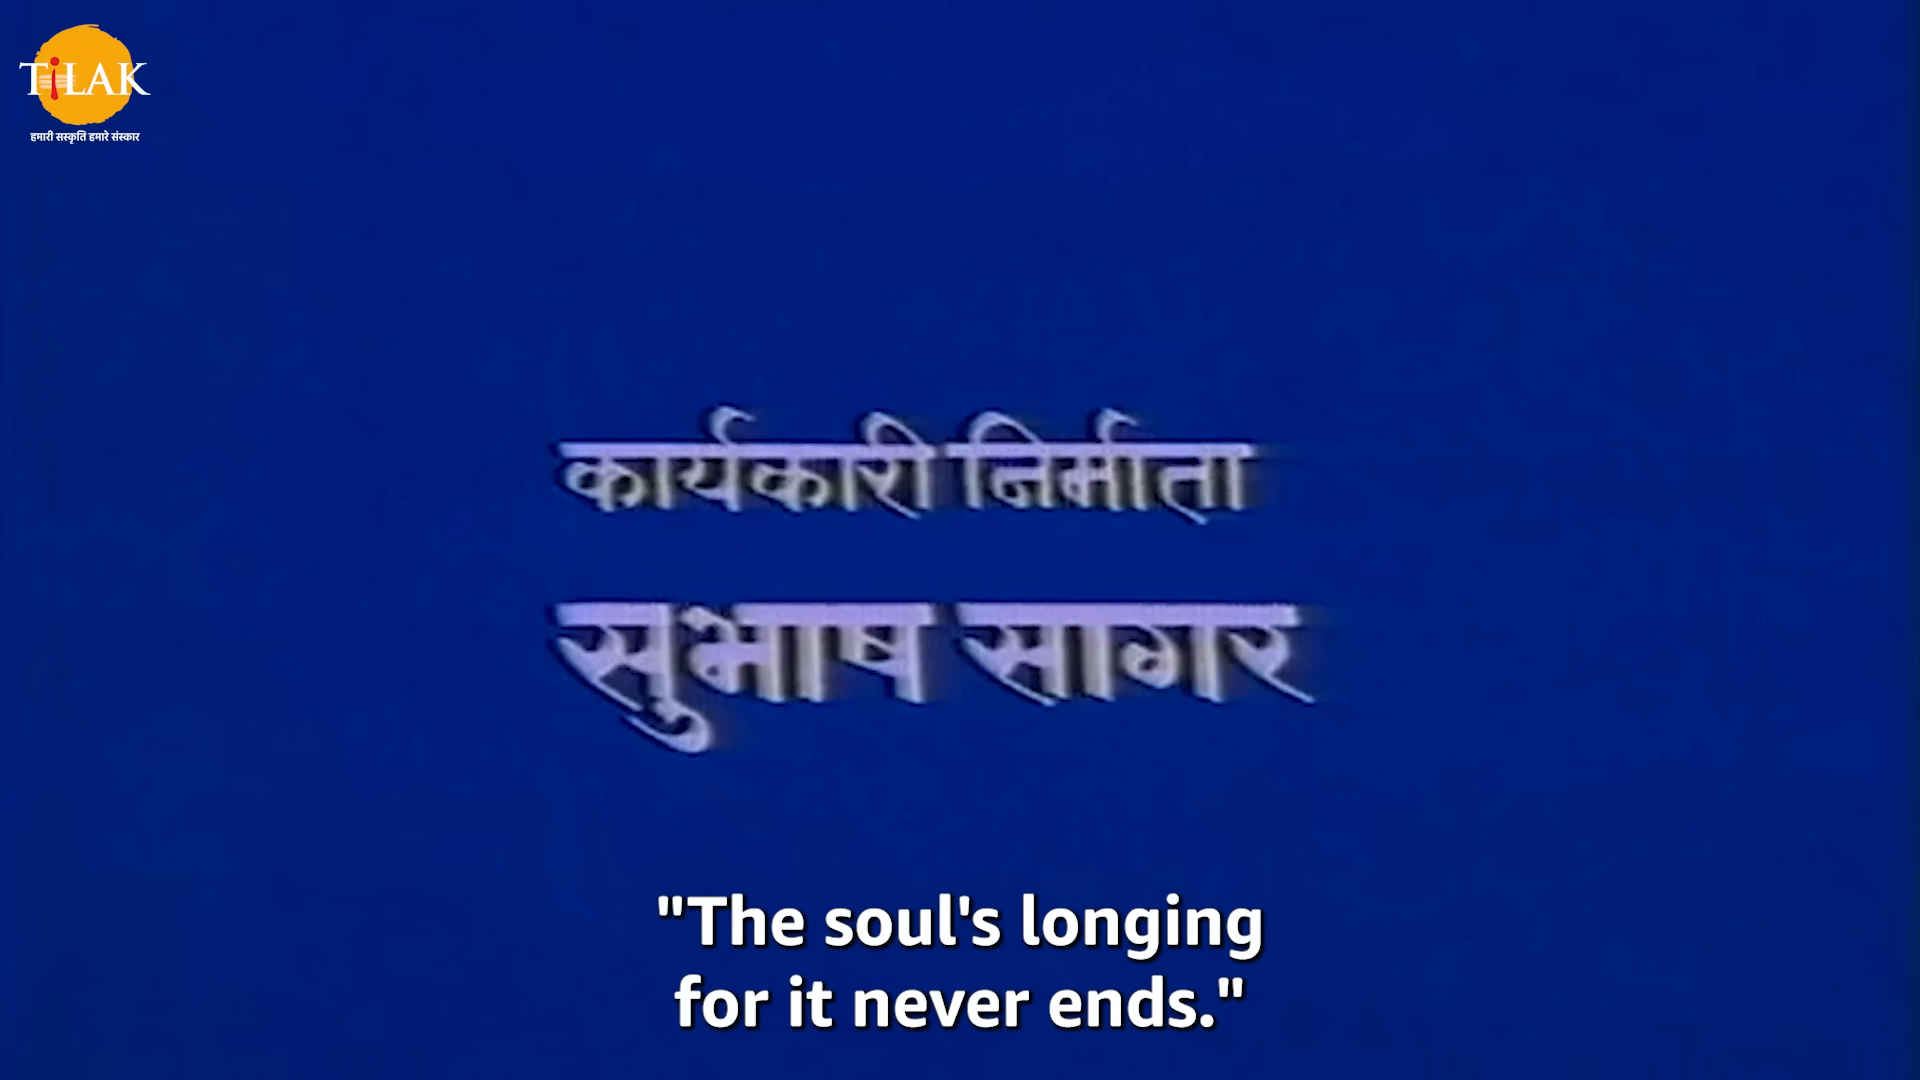 TiLAK
हमारी सस्कृति हमारे संस्कार
कार्यकारी निर्माता
सुभाष सागर
"The soul's longing
for it never ends."